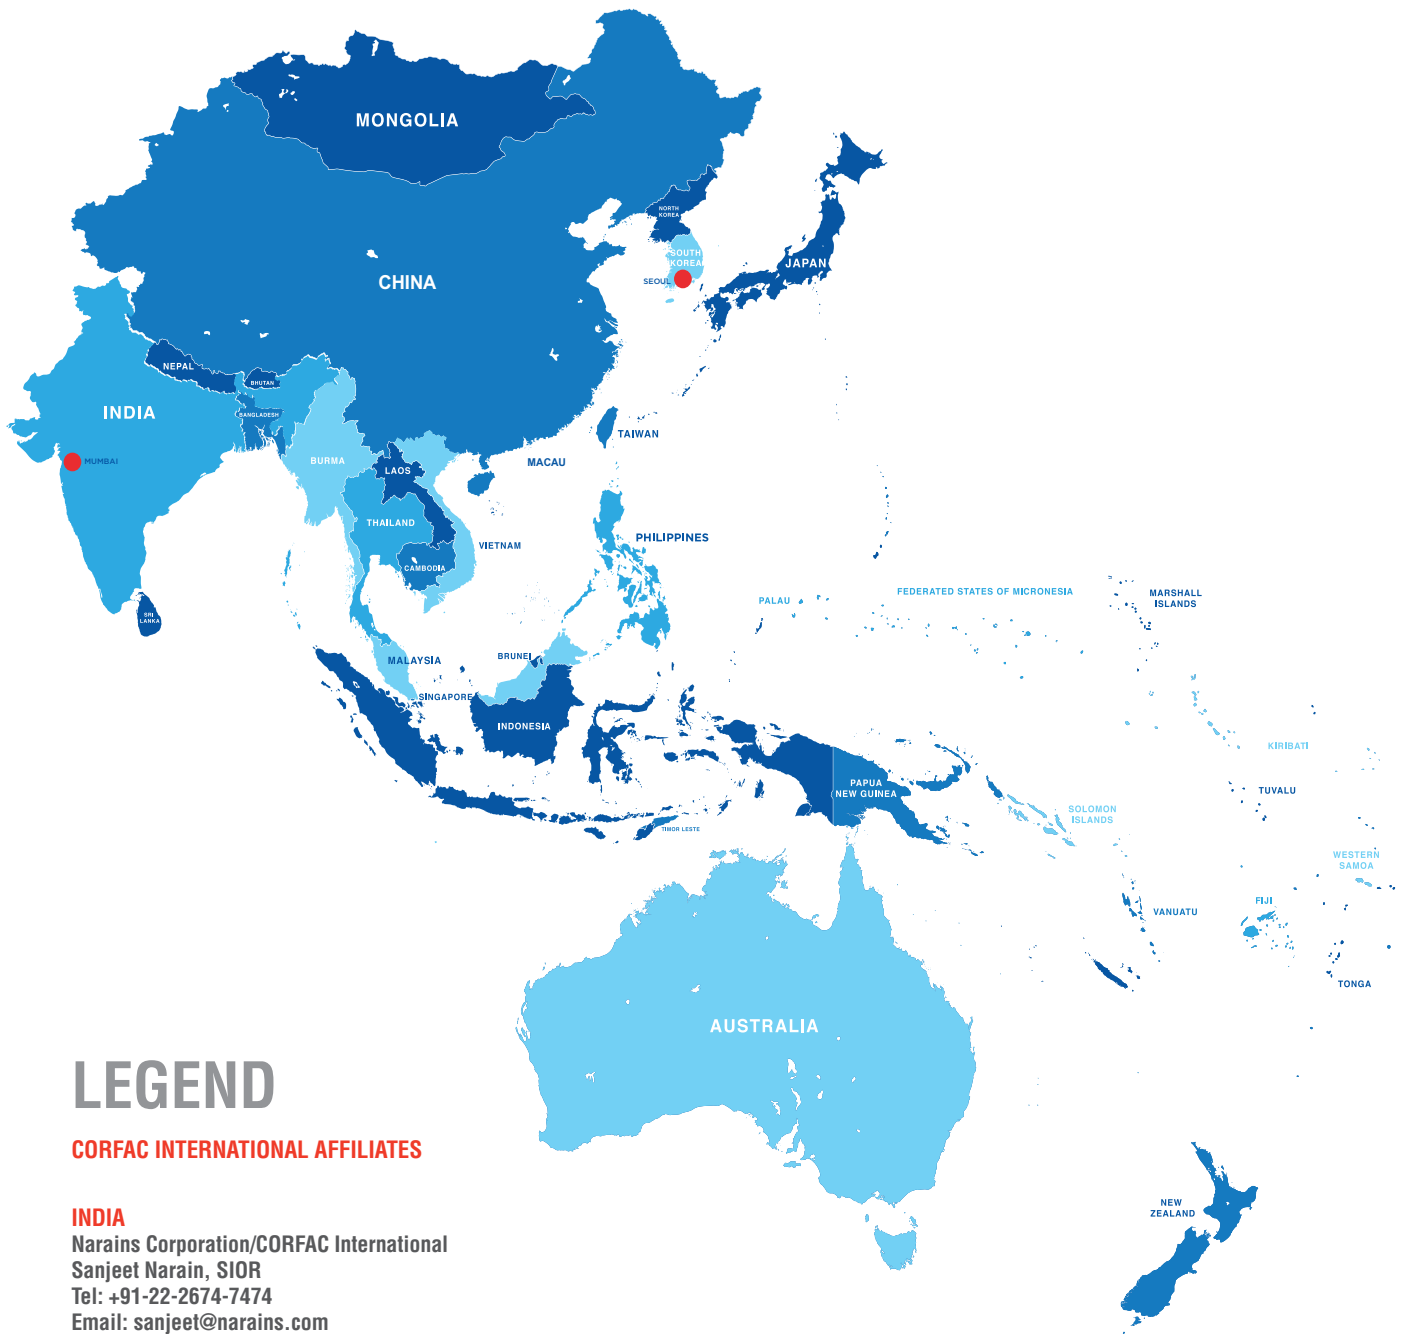 MONGOLIA
NORTH
KOREA
SOUTH
KOREA
JAPAN
SEOUL
CHINA
NEPAL
BHUTAN
INDIA
BANGLADESH
TAIWAN
MUMBAI
BURMA
LAOS
MACAU
THAILAND
VIETNAM
PHILIPPINES
CAMBODIA
SRI
LANKA
PALAU
FEDERATED STATES OF MICRONESIA
MARSHALL
ISLANDS
MALAYSIA
BRUNEI
SINGAPORE
INDONESIA
KIRIBATI
PAPUA
NEW GUINEA
TUVALU
SOLOMON
ISLANDS
TIMOR LESTE
WESTERN
SAMOA
FIJI
VANUATU
TONGA
AUSTRALIA
NEW
ZEALAND
LEGEND
CORFAC INTERNATIONAL AFFILIATES
INDIA
Narains Corporation/CORFAC International
Sanjeet Narain, SIOR
Tel: +91-22-2674-7474
Email: sanjeet@narains.com